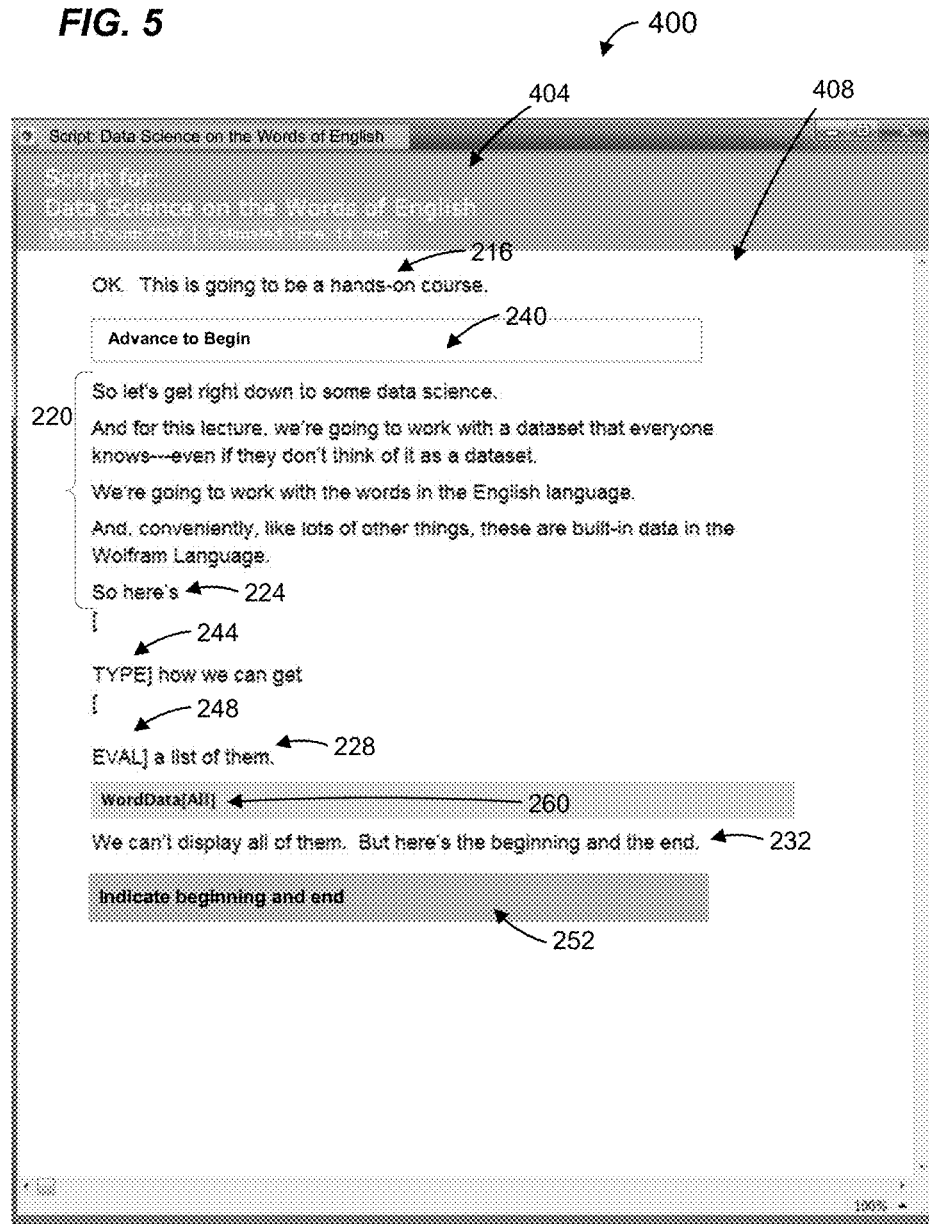 FIG. 5
400
404
408
Script: Data Science on the Words of English
Script for
Data Science on the Words of English
216
OK. This is going to be a hands-on course.
240
Advance to Begin
220
So let's get right down to some data science.
And for this lecture, we're going to work with a dataset that everyone
knows---even if they don't think of it as a dataset.
We're going to work with the words in the English language.
And, conveniently, like lots of other things, these are built-in data in the
Wolfram Language.
So here's 224
[
244
TYPE] how we can get
[
248
EVAL] a list of them. 228
WordData[All] 260
We can't display all of them. But here's the beginning and the end. 232
Indicate beginning and end
252
100%